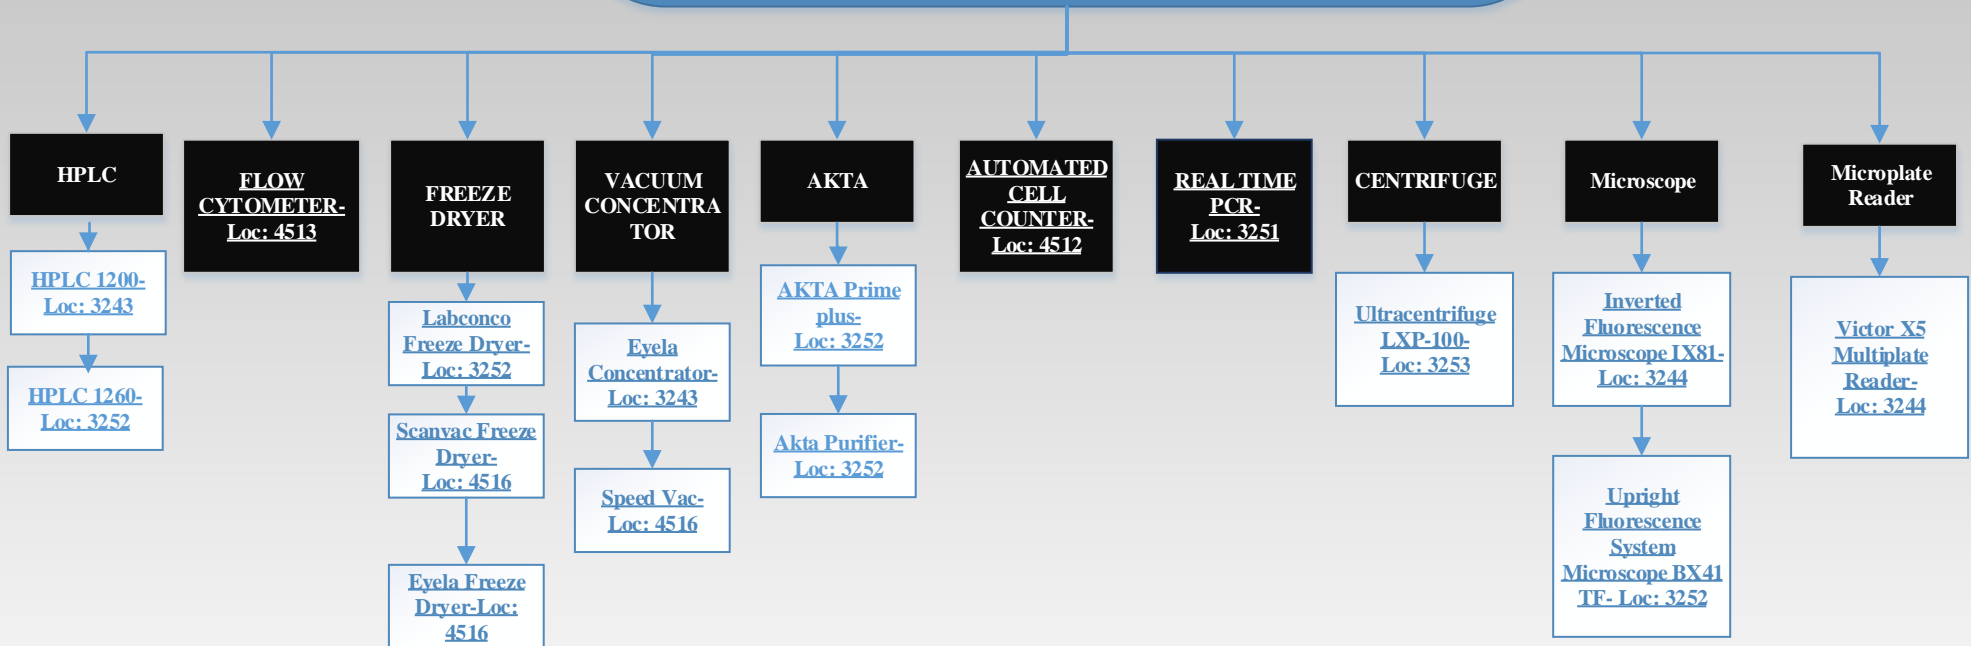 HPLC
HPLC 1200-
Loc: 3243
HPLC 1260-
Loc: 3252
FLOW
CYTOMETER-
Loc: 4513
FREEZE
DRYER
Labconco
Freeze Dryer-
Loc: 3252
Scanvac Freeze
Dryer-
Loc: 4516
Eyela Freeze
Dryer-Loc:
4516
VACUUM
CONCENTRA
TOR
Eyela
Concentrator-
Loc: 3243
Speed Vac-
Loc: 4516
AKTA
AKTA Prime
plus-
Loc: 3252
Akta Purifier-
Loc: 3252
AUTOMATED
CELL
COUNTER-
Loc: 4512
REAL TIME
PCR-
Loc: 3251
CENTRIFUGE
Ultracentrifuge
LXP-100-
Loc: 3253
Microscope
Inverted
Fluorescence
Microscope IX81-
Loc: 3244
Upright
Fluorescence
System
Microscope BX41
TF- Loc: 3252
Microplate
Reader
Victor X5
Multiplate
Reader-
Loc: 3244